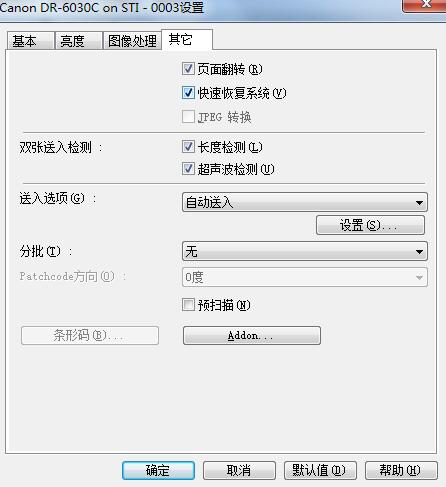 Canon DR-6030C on STI - 0003设置
基本 亮度 图像处理 其它
页面翻转(R)
快速恢复系统(V)
JPEG 转换
双张送入检测： 长度检测(L)
超声波检测(U)
送入选项(G)： 自动送入
设置(S)...
分批(T)： 无
Patchcode方向(O)： 0度
预扫描(N)
条形码(B)... Addon...
确定 取消 默认值(D) 帮助(H)